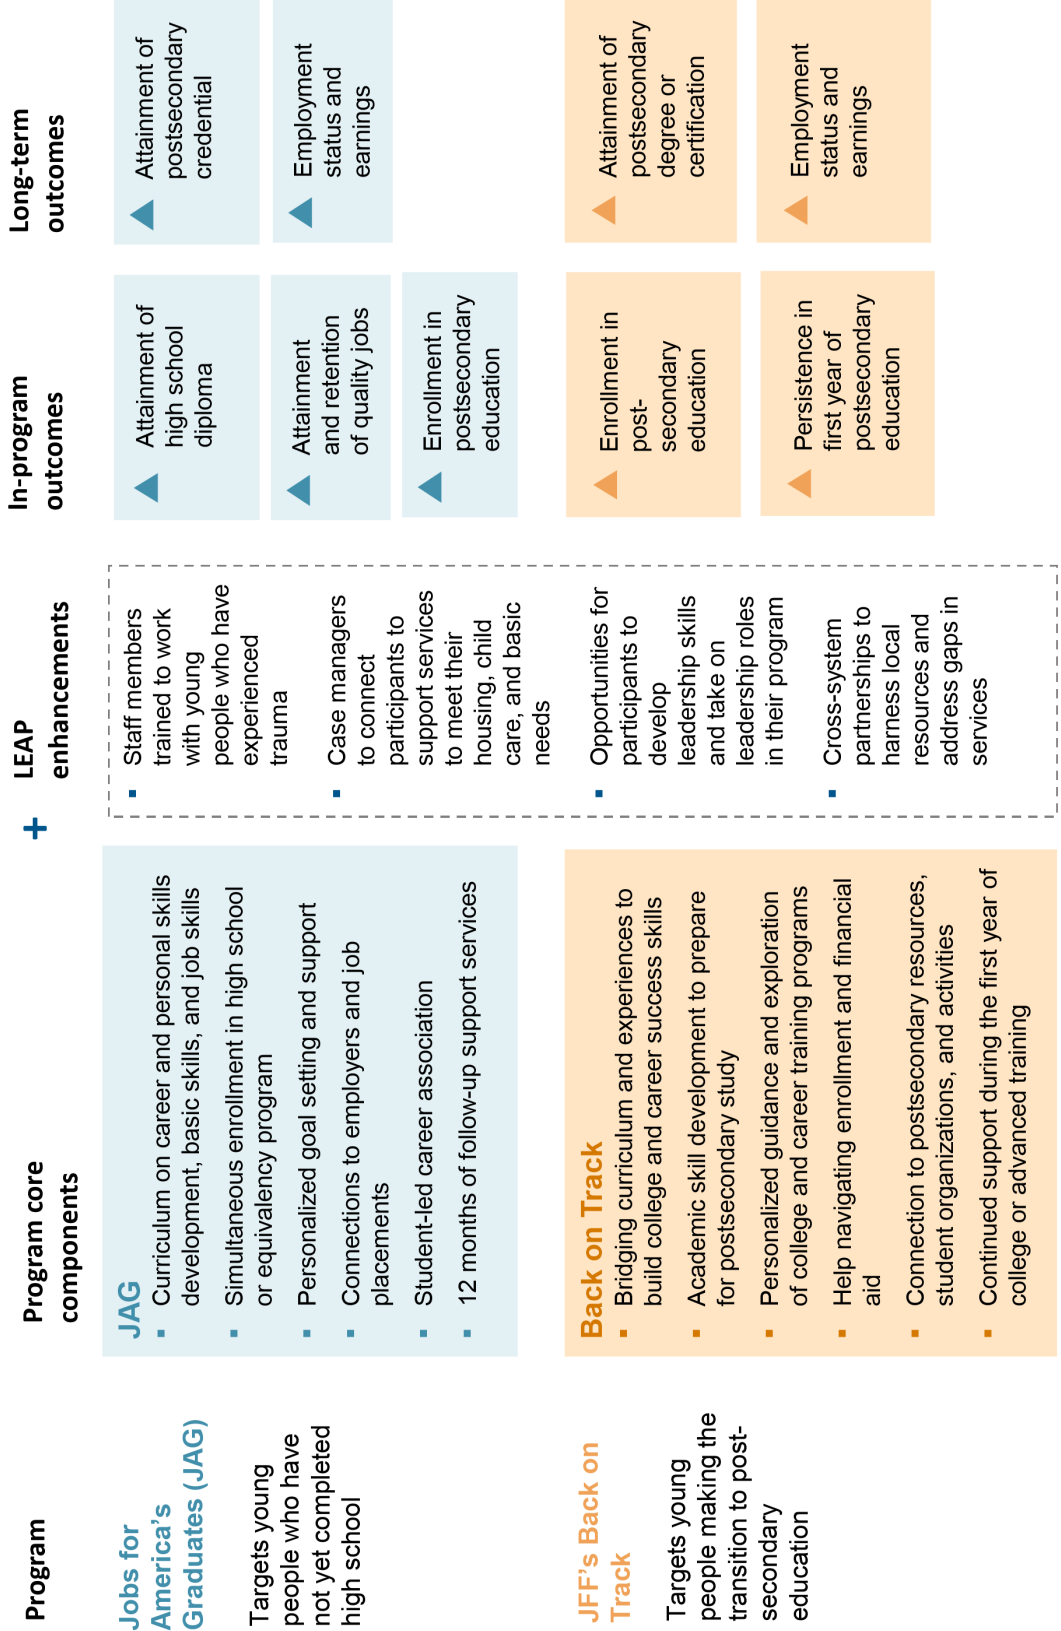 Program
Program core
components
+
LEAP
enhancements
In-program
outcomes
Long-term
outcomes
Jobs for
America's
Graduates (JAG)
Targets young
people who have
not yet completed
high school
JAG
▪ Curriculum on career and personal skills
development, basic skills, and job skills
▪ Simultaneous enrollment in high school
or equivalency program
▪ Personalized goal setting and support
▪ Connections to employers and job
placements
▪ Student-led career association
▪ 12 months of follow-up support services
▪ Staff members
trained to work
with young
people who have
experienced
trauma
▪ Case managers
to connect
participants to
support services
to meet their
housing, child
care, and basic
needs
▪ Opportunities for
participants to
develop
leadership skills
and take on
leadership roles
in their program
▪ Cross-system
partnerships to
harness local
resources and
address gaps in
services
Attainment of
high school
diploma
Attainment
and retention
of quality jobs
Enrollment in
postsecondary
education
Attainment of
postsecondary
credential
Employment
status and
earnings
JFF's Back on
Track
Targets young
people making the
transition to post-
secondary
education
Back on Track
▪ Bridging curriculum and experiences to
build college and career success skills
▪ Academic skill development to prepare
for postsecondary study
▪ Personalized guidance and exploration
of college and career training programs
▪ Help navigating enrollment and financial
aid
▪ Connection to postsecondary resources,
student organizations, and activities
▪ Continued support during the first year of
college or advanced training
Enrollment in
post-
secondary
education
Persistence in
first year of
postsecondary
education
Attainment of
postsecondary
degree or
certification
Employment
status and
earnings